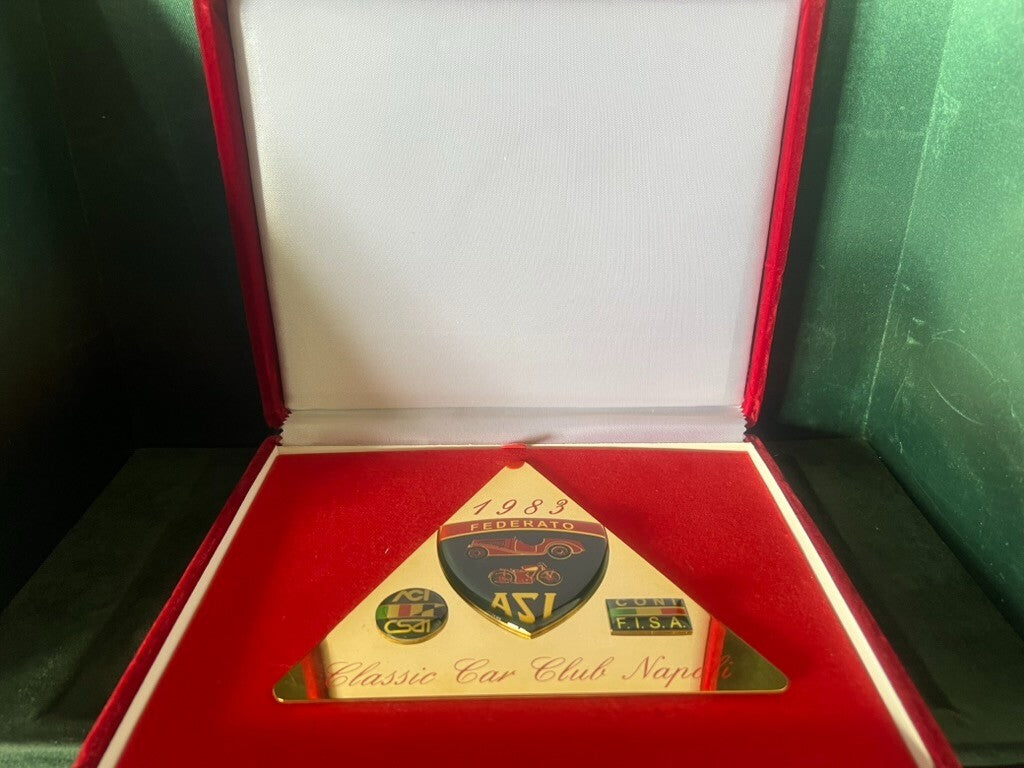 1983
FEDERATO
ASI
ACI
CSAI
CONI
F.I.S.A.
Classic Car Club Napoli